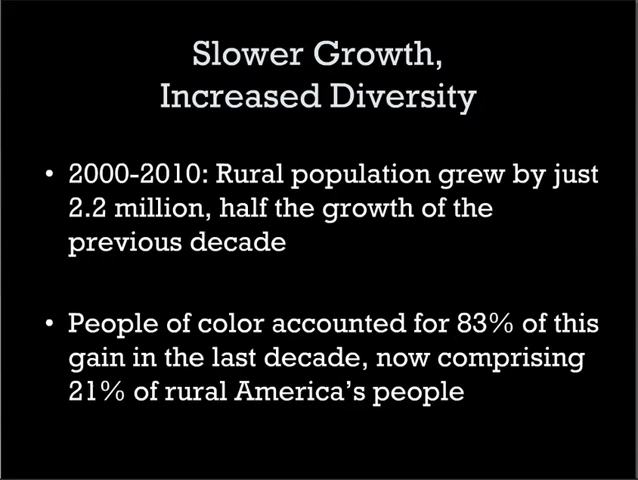 Slower Growth,
Increased Diversity
• 2000-2010: Rural population grew by just
2.2 million, half the growth of the
previous decade
• People of color accounted for 83% of this
gain in the last decade, now comprising
21% of rural America's people